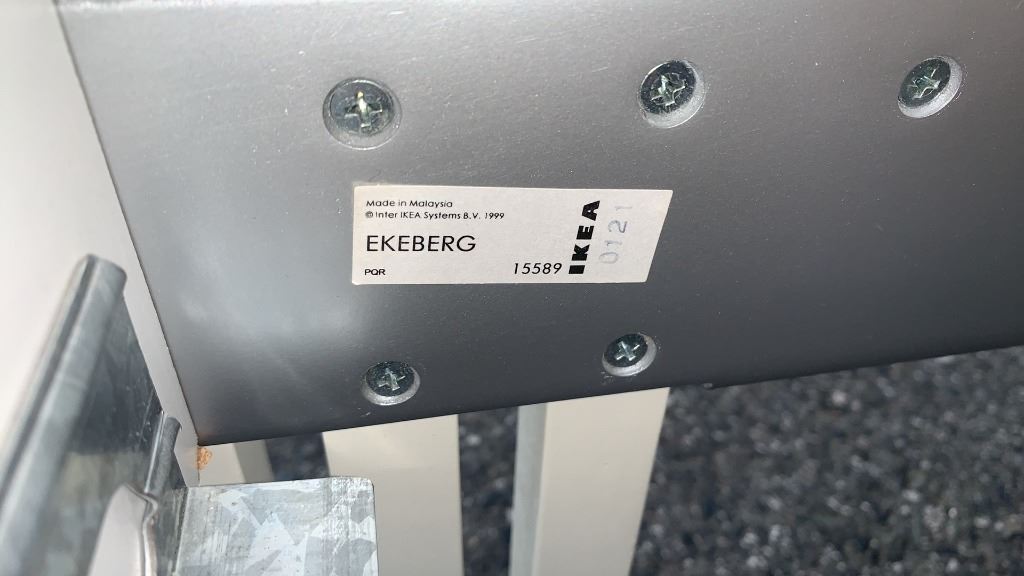 Made in Malaysia
© Inter IKEA Systems B.V. 1999
EKEBERG
PQR
15589
IKEA
0121